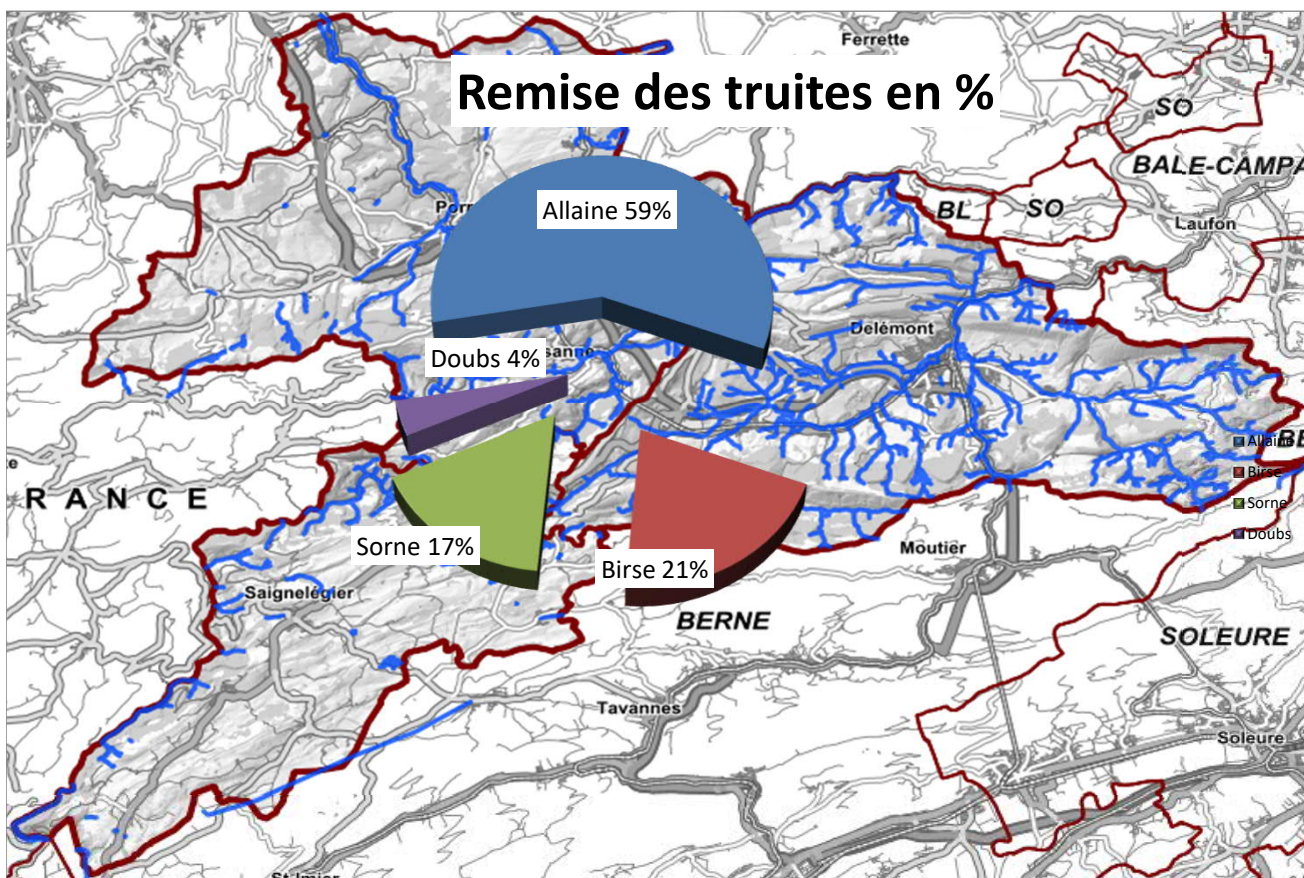 Ferrette
Remise des truites en %
SO
BALE-CAMPA
Allaine 59%
BL
SO
Laufon
Delémont
Doubs 4%
Allaine
Birse
RANCE
Sorne
Doubs
Sorne 17%
Birse 21%
Moutier
Saignelégier
BERNE
SOLEURE
Tavannes
Soleure